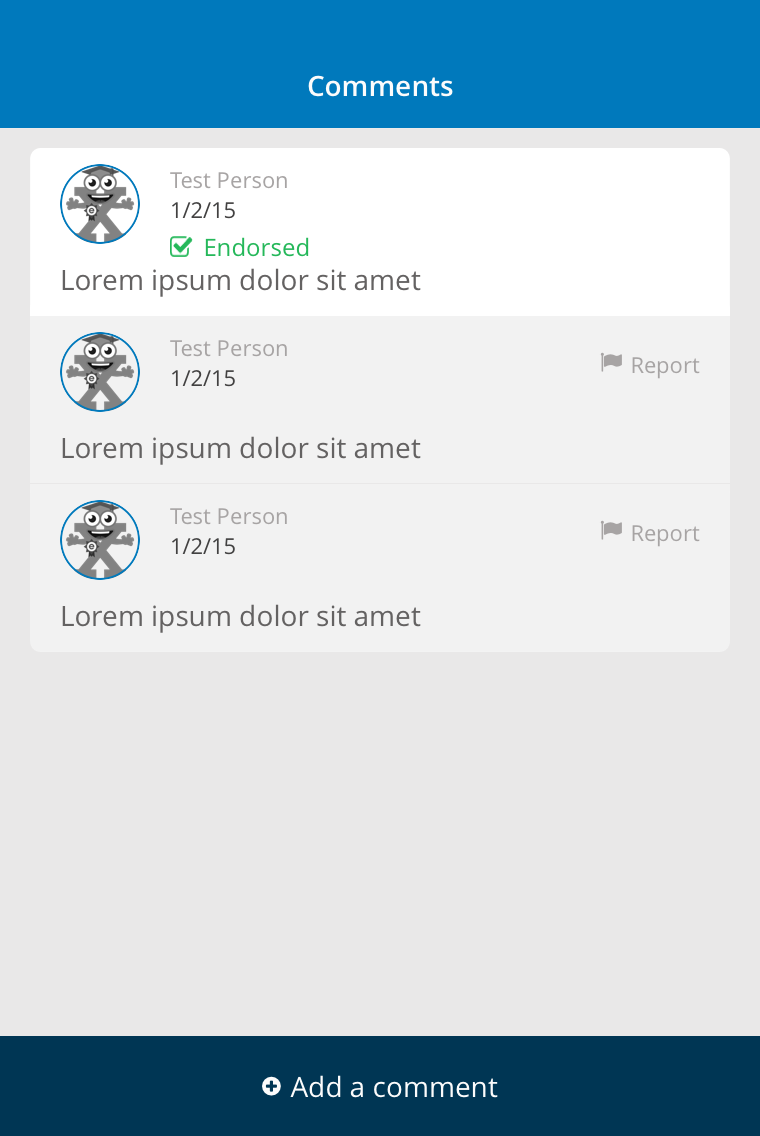 Comments
Test Person
1/2/15
Endorsed
Lorem ipsum dolor sit amet
Test Person
1/2/15
Report
Lorem ipsum dolor sit amet
Test Person
1/2/15
Report
Lorem ipsum dolor sit amet
Add a comment